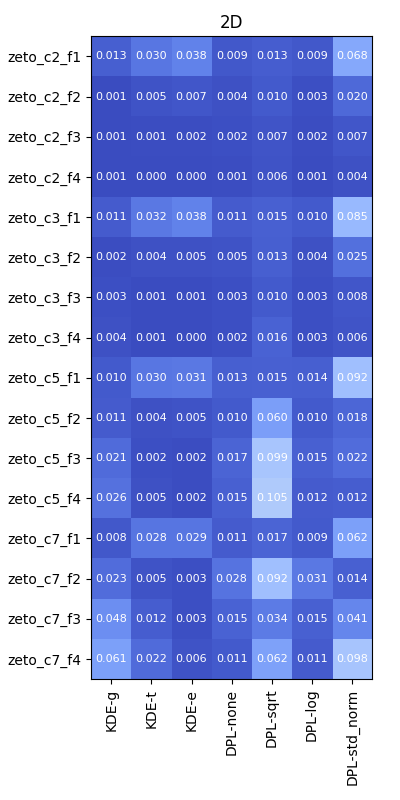 2D
zeto_c2_f1 0.013 0.030 0.038 0.009 0.013 0.009 0.068
zeto_c2_f2 0.001 0.005 0.007 0.004 0.010 0.003 0.020
zeto_c2_f3 0.001 0.001 0.002 0.002 0.007 0.002 0.007
zeto_c2_f4 0.001 0.000 0.000 0.001 0.006 0.001 0.004
zeto_c3_f1 0.011 0.032 0.038 0.011 0.015 0.010 0.085
zeto_c3_f2 0.002 0.004 0.005 0.005 0.013 0.004 0.025
zeto_c3_f3 0.003 0.001 0.001 0.003 0.010 0.003 0.008
zeto_c3_f4 0.004 0.001 0.000 0.002 0.016 0.003 0.006
zeto_c5_f1 0.010 0.030 0.031 0.013 0.015 0.014 0.092
zeto_c5_f2 0.011 0.004 0.005 0.010 0.060 0.010 0.018
zeto_c5_f3 0.021 0.002 0.002 0.017 0.099 0.015 0.022
zeto_c5_f4 0.026 0.005 0.002 0.015 0.105 0.012 0.012
zeto_c7_f1 0.008 0.028 0.029 0.011 0.017 0.009 0.062
zeto_c7_f2 0.023 0.005 0.003 0.028 0.092 0.031 0.014
zeto_c7_f3 0.048 0.012 0.003 0.015 0.034 0.015 0.041
zeto_c7_f4 0.061 0.022 0.006 0.011 0.062 0.011 0.098
KDE-g
KDE-t
KDE-e
DPL-none
DPL-sqrt
DPL-log
DPL-std_norm